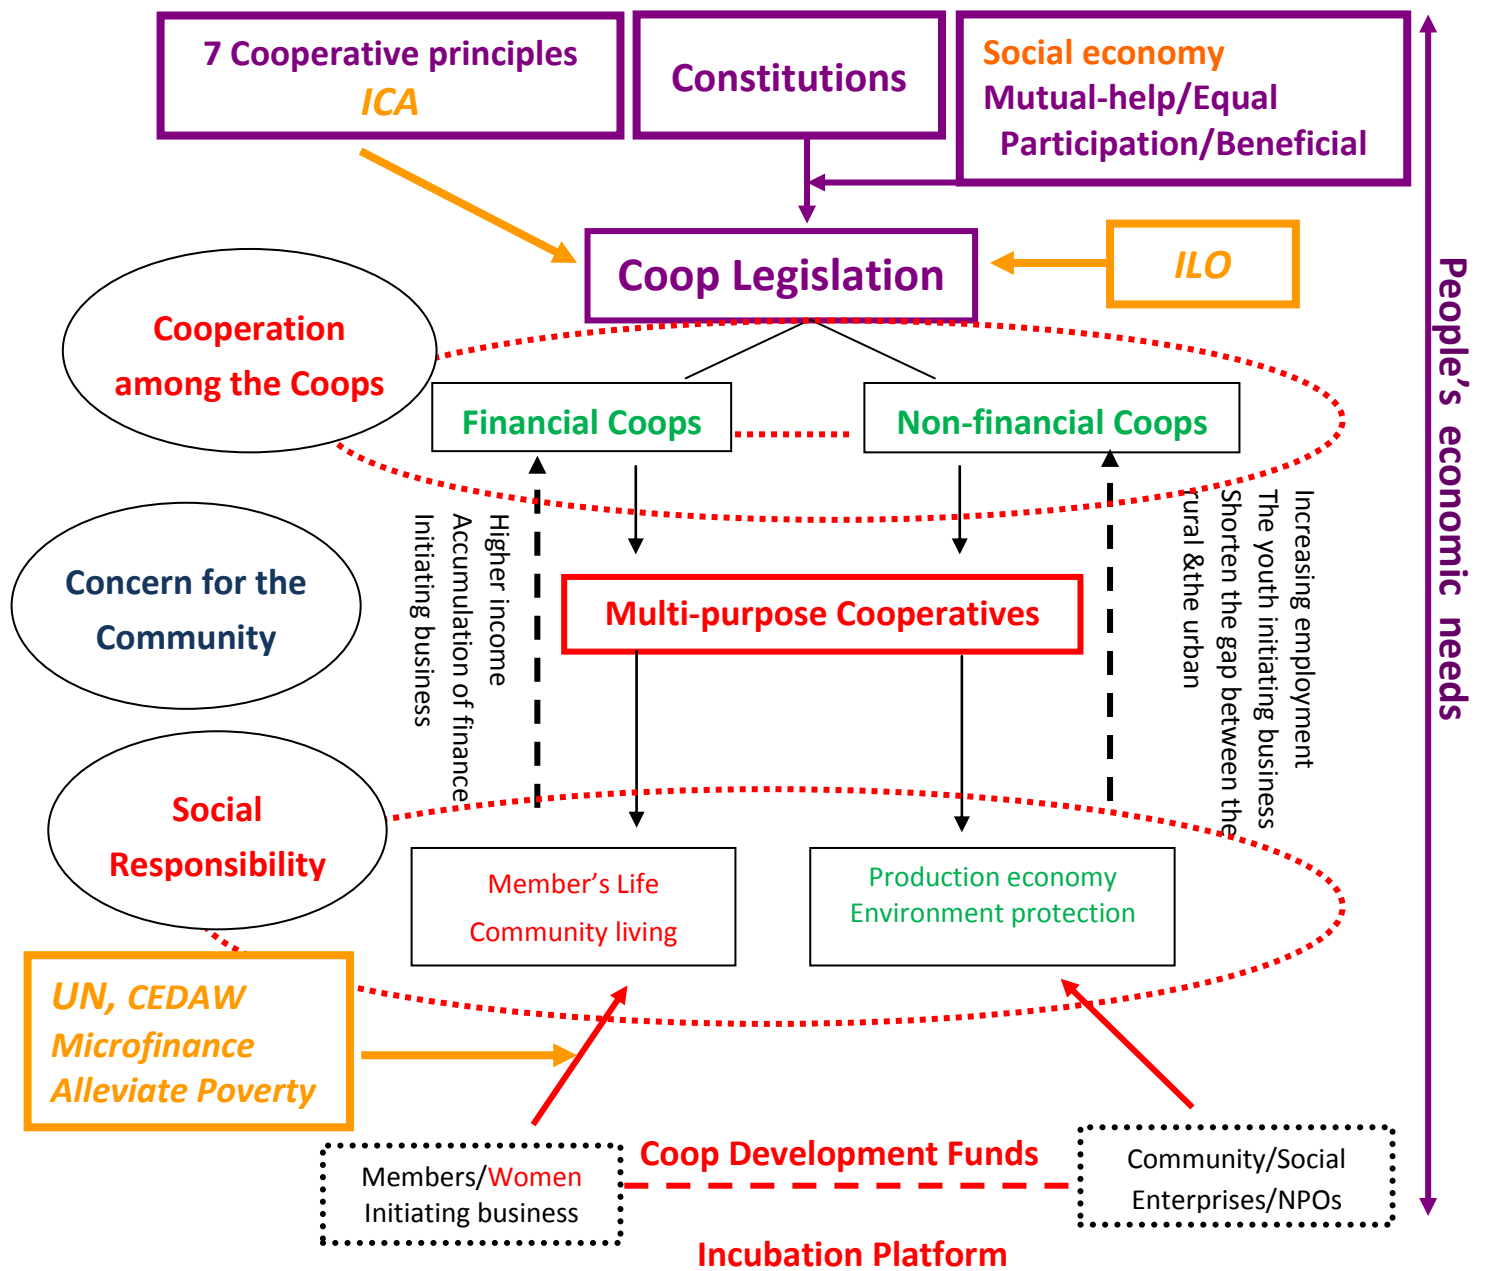 7 Cooperative principles
ICA
Constitutions
Social economy
Mutual-help/Equal
Participation/Beneficial
Coop Legislation
ILO
People's economic needs
Cooperation
among the Coops
Financial Coops
Non-financial Coops
Concern for the
Community
Higher income
Accumulation of finance
Initiating business
Increasing employment
The youth initiating business
Shorten the gap between the
rural &the urban
Multi-purpose Cooperatives
Social
Responsibility
Member's Life
Community living
Production economy
Environment protection
UN, CEDAW
Microfinance
Alleviate Poverty
Members/Women
Initiating business
Coop Development Funds
Community/Social
Enterprises/NPOs
Incubation Platform